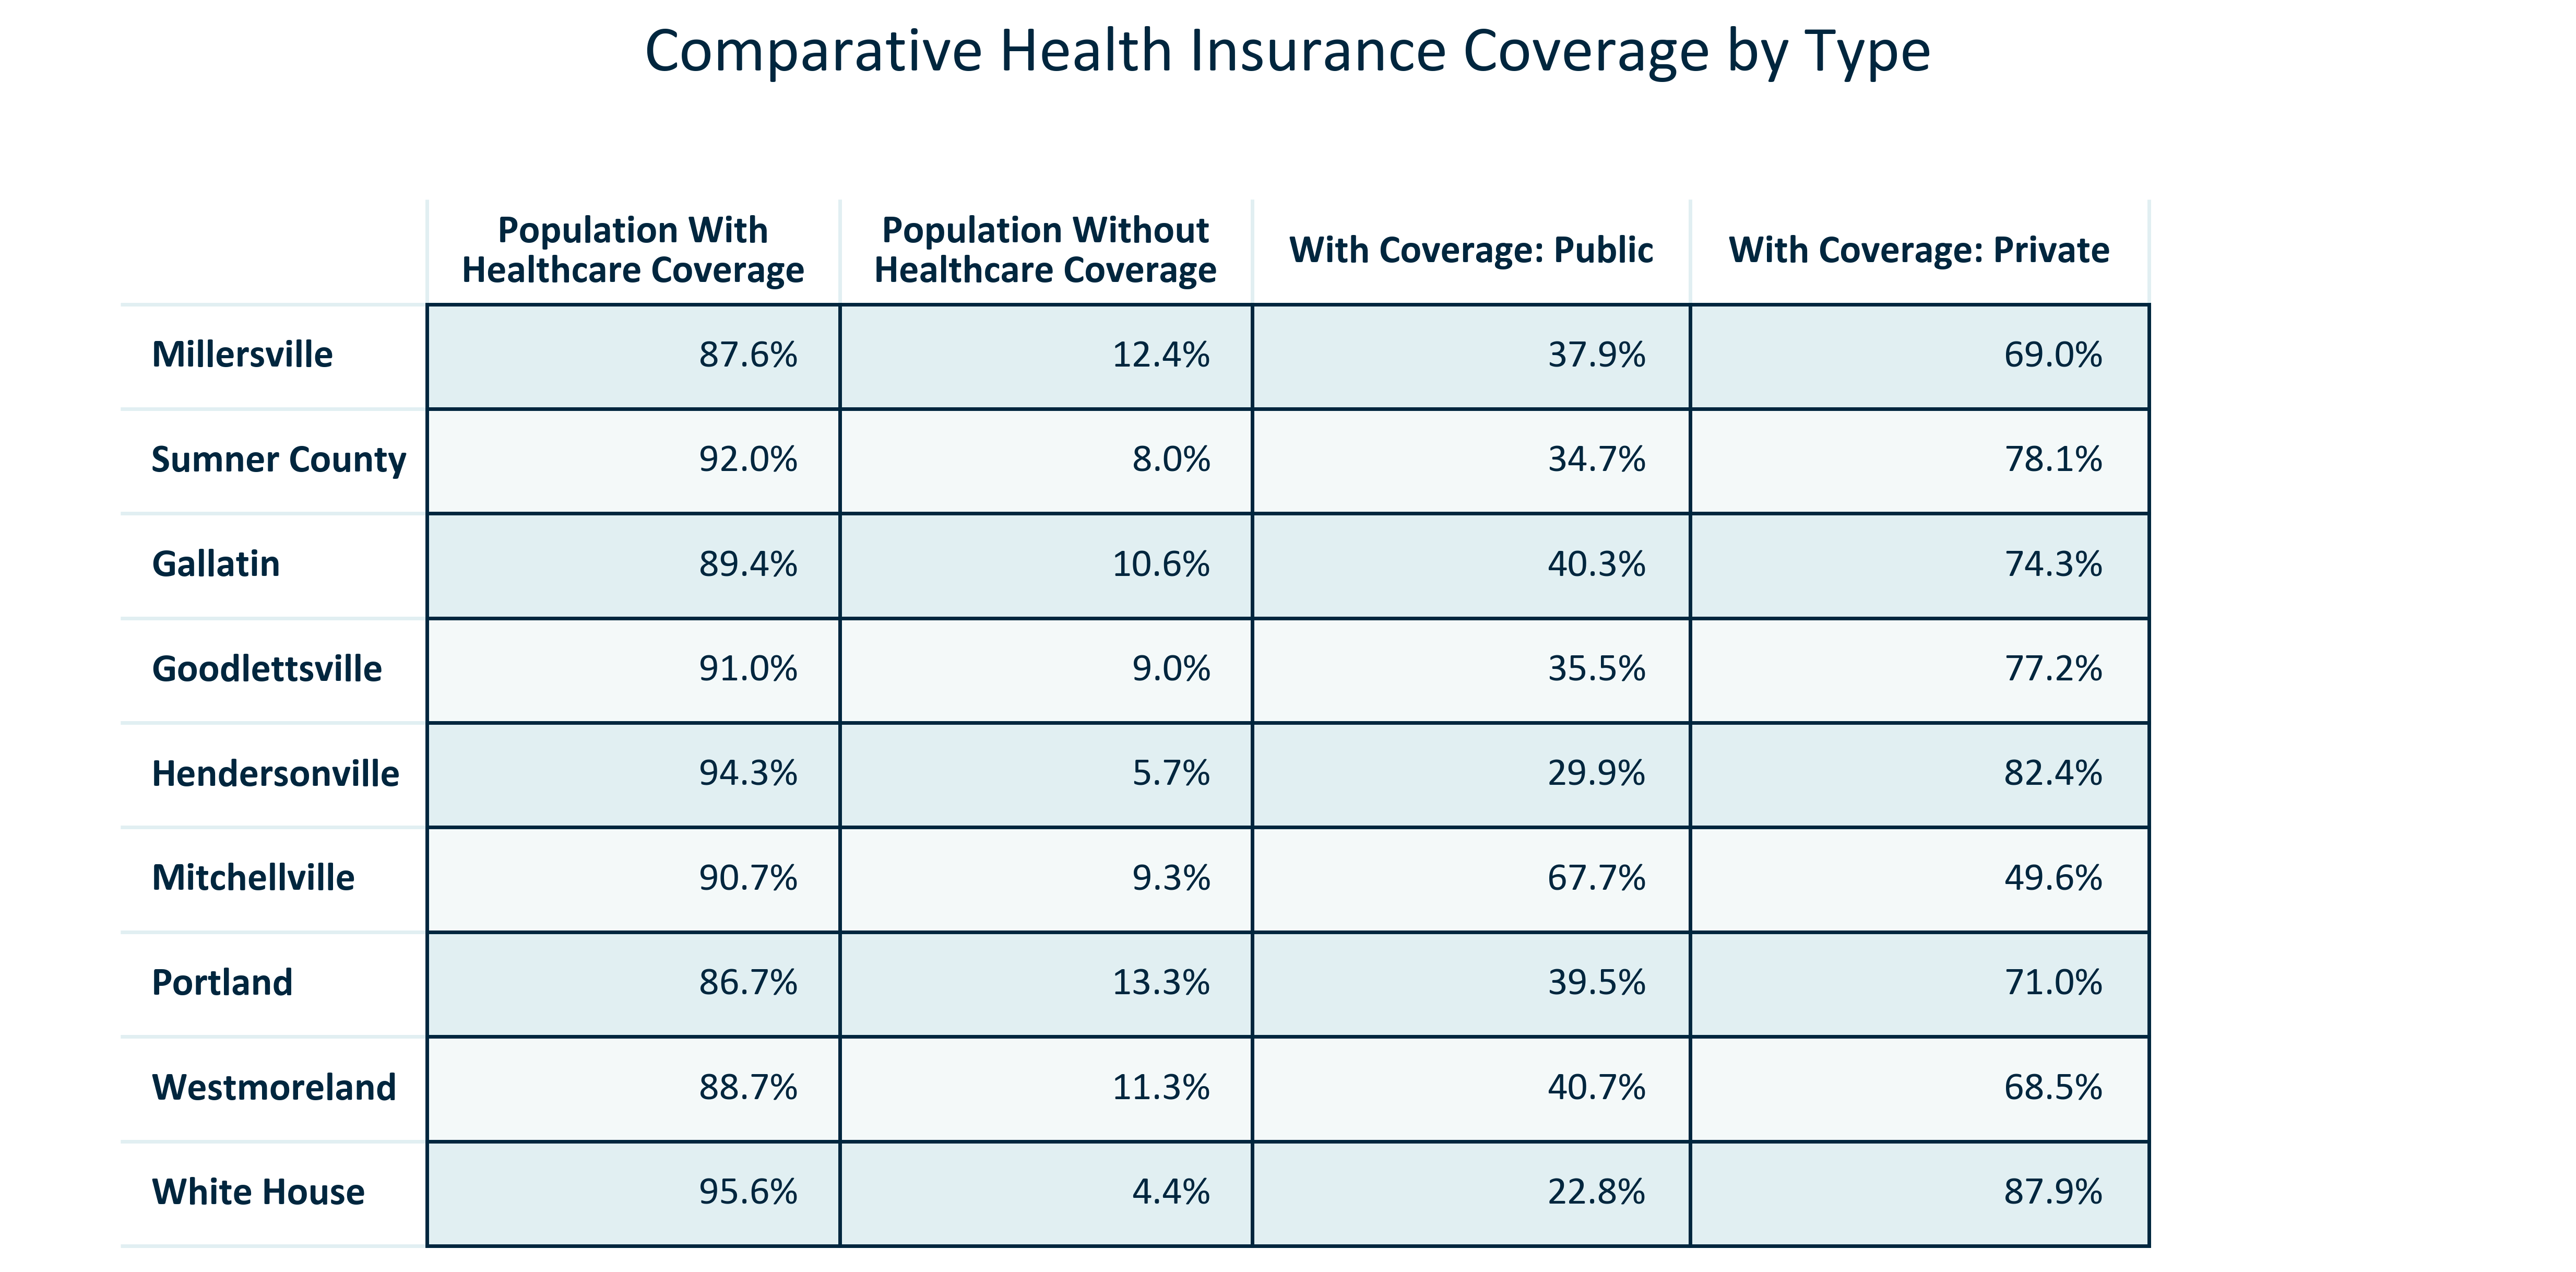 Comparative Health Insurance Coverage by Type
Population With Healthcare Coverage Population Without Healthcare Coverage With Coverage: Public With Coverage: Private
Millersville 87.6% 12.4% 37.9% 69.0%
Sumner County 92.0% 8.0% 34.7% 78.1%
Gallatin 89.4% 10.6% 40.3% 74.3%
Goodlettsville 91.0% 9.0% 35.5% 77.2%
Hendersonville 94.3% 5.7% 29.9% 82.4%
Mitchellville 90.7% 9.3% 67.7% 49.6%
Portland 86.7% 13.3% 39.5% 71.0%
Westmoreland 88.7% 11.3% 40.7% 68.5%
White House 95.6% 4.4% 22.8% 87.9%